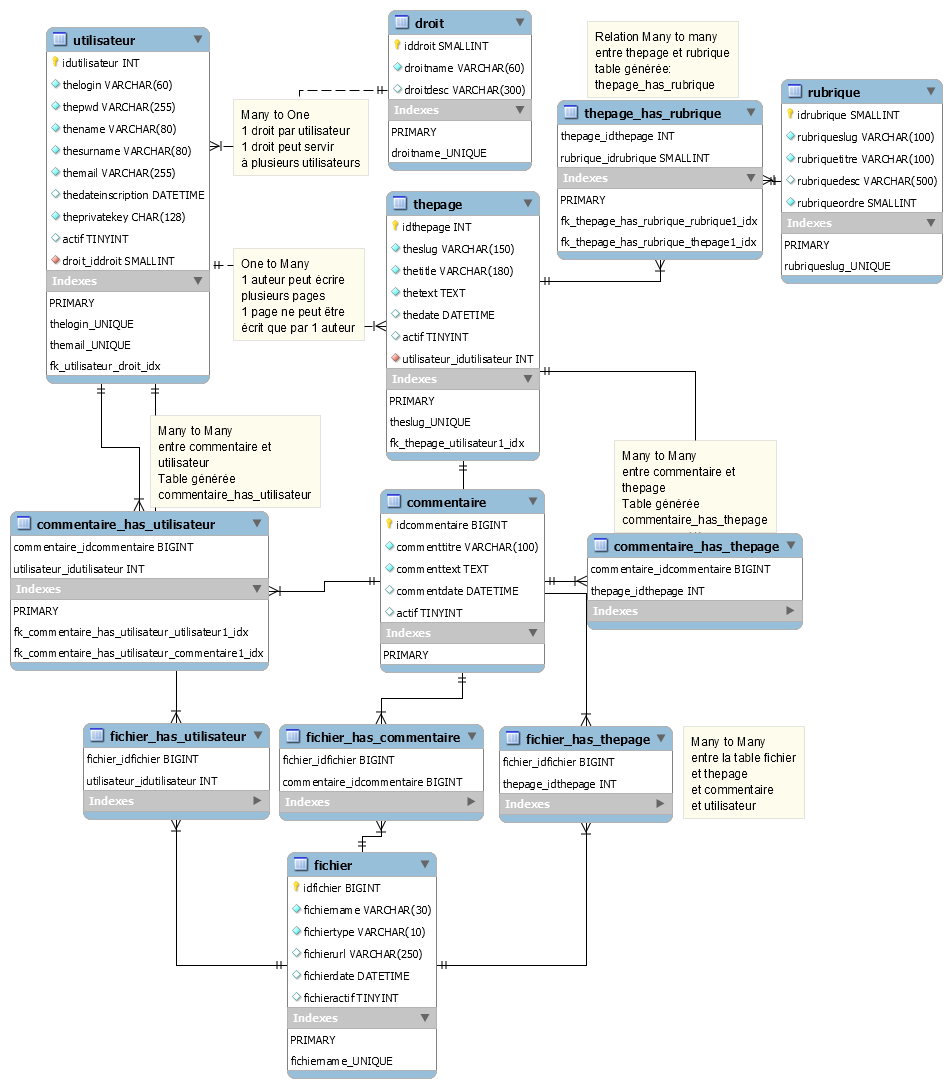 utilisateur
idutilisateur INT
thelogin VARCHAR(60)
thepwd VARCHAR(255)
thename VARCHAR(80)
thesurname VARCHAR(80)
themail VARCHAR(255)
thedateinscription DATETIME
theprivatekey CHAR(128)
actif TINYINT
droit_iddroit SMALLINT
Indexes
PRIMARY
thelogin_UNIQUE
themail_UNIQUE
fk_utilisateur_droit_idx
droit
iddroit SMALLINT
droitname VARCHAR(60)
droitdesc VARCHAR(300)
Indexes
PRIMARY
droitname_UNIQUE
Many to One
1 droit par utilisateur
1 droit peut servir
à plusieurs utilisateurs
Relation Many to many
entre thepage et rubrique
table générée:
thepage_has_rubrique
thepage_has_rubrique
thepage_idthepage INT
rubrique_idrubrique SMALLINT
Indexes
PRIMARY
fk_thepage_has_rubrique_rubrique1_idx
fk_thepage_has_rubrique_thepage1_idx
rubrique
idrubrique SMALLINT
rubriqueslug VARCHAR(100)
rubriquetitre VARCHAR(100)
rubriquedesc VARCHAR(500)
rubriqueordre SMALLINT
Indexes
PRIMARY
rubriqueslug_UNIQUE
One to Many
1 auteur peut écrire
plusieurs pages
1 page ne peut être
écrit que par 1 auteur
thepage
idthepage INT
theslug VARCHAR(150)
thetitle VARCHAR(180)
thetext TEXT
thedate DATETIME
actif TINYINT
utilisateur_idutilisateur INT
Indexes
PRIMARY
theslug_UNIQUE
fk_thepage_utilisateur1_idx
Many to Many
entre commentaire et
utilisateur
Table générée
commentaire_has_utilisateur
Many to Many
entre commentaire et
thepage
Table générée
commentaire_has_thepage
commentaire_has_utilisateur
commentaire_idcommentaire BIGINT
utilisateur_idutilisateur INT
Indexes
PRIMARY
fk_commentaire_has_utilisateur_utilisateur1_idx
fk_commentaire_has_utilisateur_commentaire1_idx
commentaire
idcommentaire BIGINT
commenttitre VARCHAR(100)
commenttext TEXT
commentdate DATETIME
actif TINYINT
Indexes
PRIMARY
commentaire_has_thepage
commentaire_idcommentaire BIGINT
thepage_idthepage INT
Indexes
fichier_has_utilisateur
fichier_idfichier BIGINT
utilisateur_idutilisateur INT
Indexes
fichier_has_commentaire
fichier_idfichier BIGINT
commentaire_idcommentaire BIGINT
Indexes
fichier_has_thepage
fichier_idfichier BIGINT
thepage_idthepage INT
Indexes
Many to Many
entre la table fichier
et thepage
et commentaire
et utilisateur
fichier
idfichier BIGINT
fichiername VARCHAR(30)
fichiertype VARCHAR(10)
fichierurl VARCHAR(250)
fichierdate DATETIME
fichieractif TINYINT
Indexes
PRIMARY
fichiername_UNIQUE